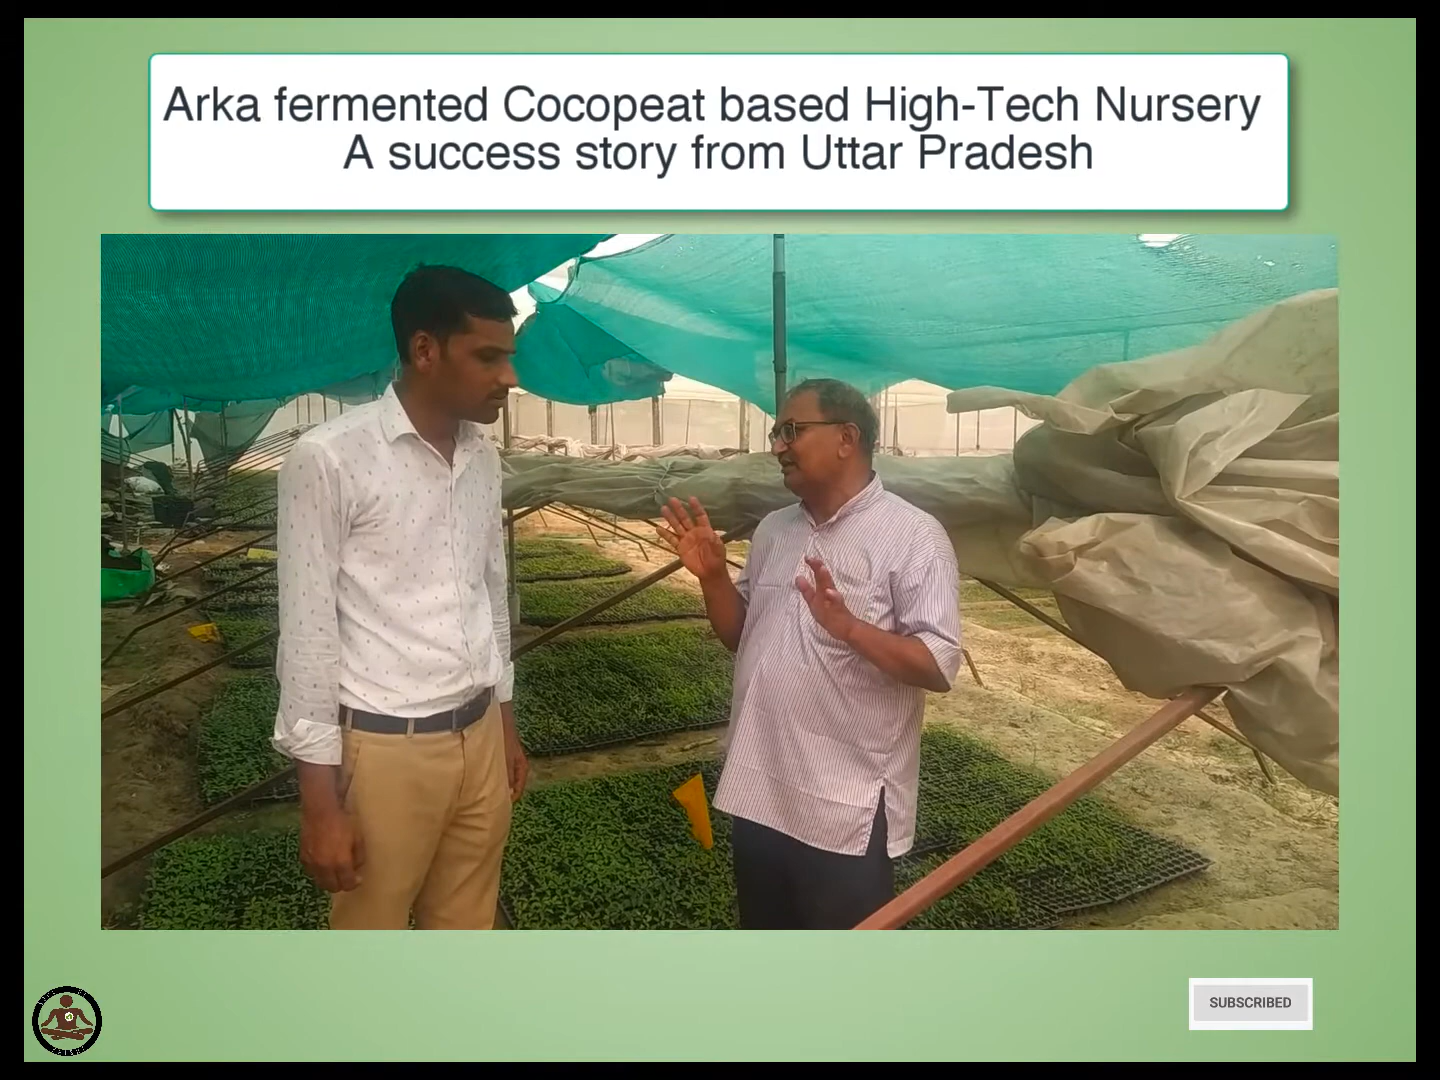 Arka fermented Cocopeat based High-Tech Nursery
A success story from Uttar Pradesh
SUBSCRIBED